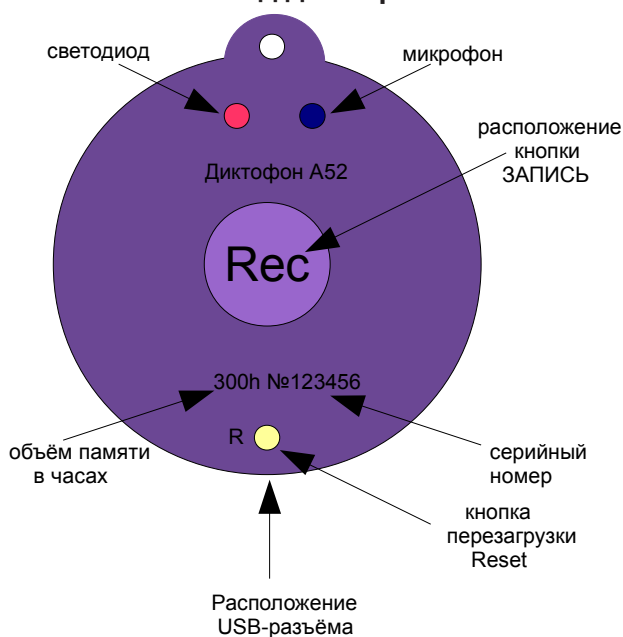 светодиод
микрофон
расположение
кнопки
ЗАПИСЬ
Диктофон А52
Rec
300h №123456
объём памяти
в часах
R
серийный
номер
кнопка
перезагрузки
Reset
Расположение
USB-разъёма